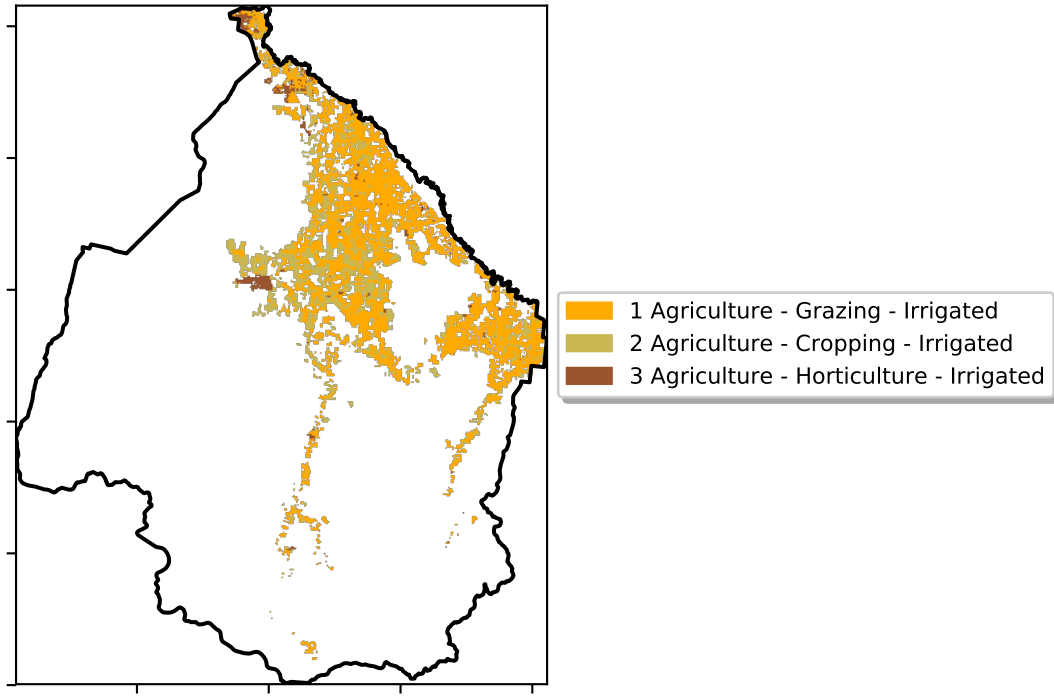 1 Agriculture - Grazing - Irrigated
2 Agriculture - Cropping - Irrigated
3 Agriculture - Horticulture - Irrigated